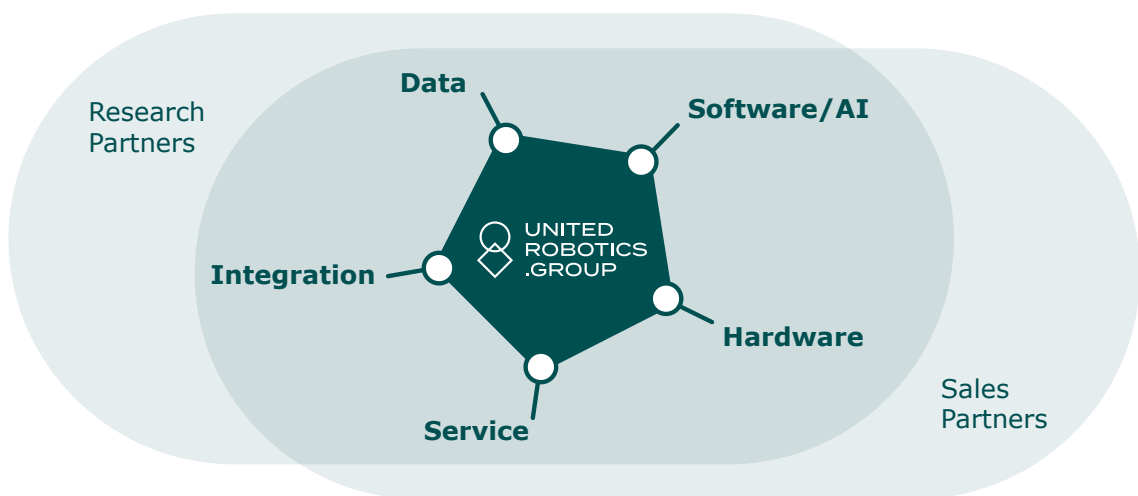 Data
Software/AI
Research
Partners
UNITED
ROBOTICS
.GROUP
Integration
Hardware
Sales
Partners
Service